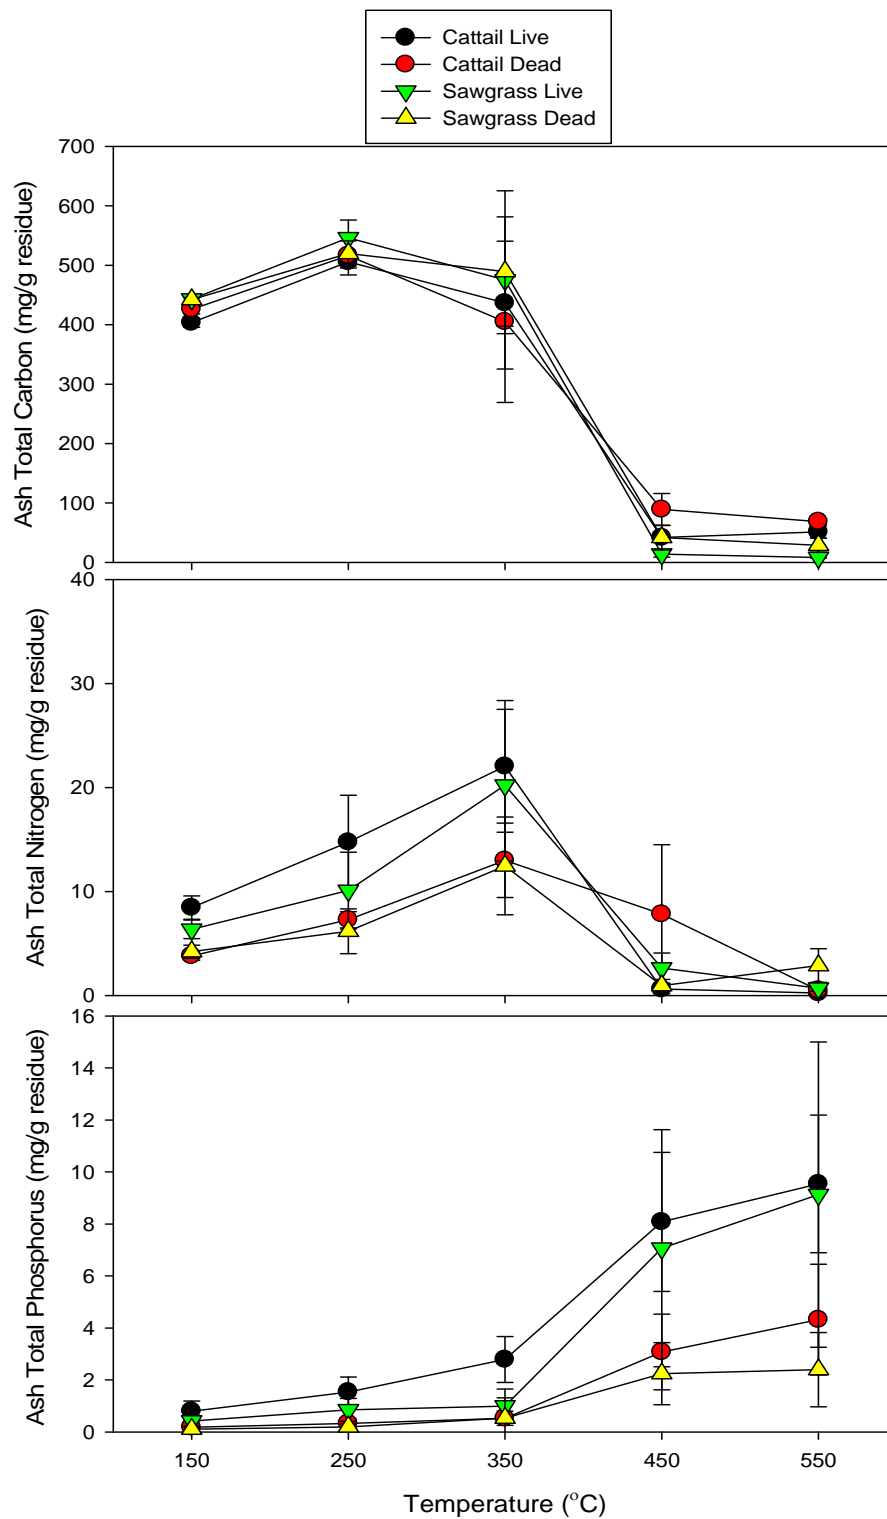 Cattail Live
Cattail Dead
Sawgrass Live
Sawgrass Dead
Ash Total Carbon (mg/g residue)
700
600
500
400
300
200
100
0
Ash Total Nitrogen (mg/g residue)
40
30
20
10
0
Ash Total Phosphorus (mg/g residue)
16
14
12
10
8
6
4
2
0
150 250 350 450 550
Temperature (°C)